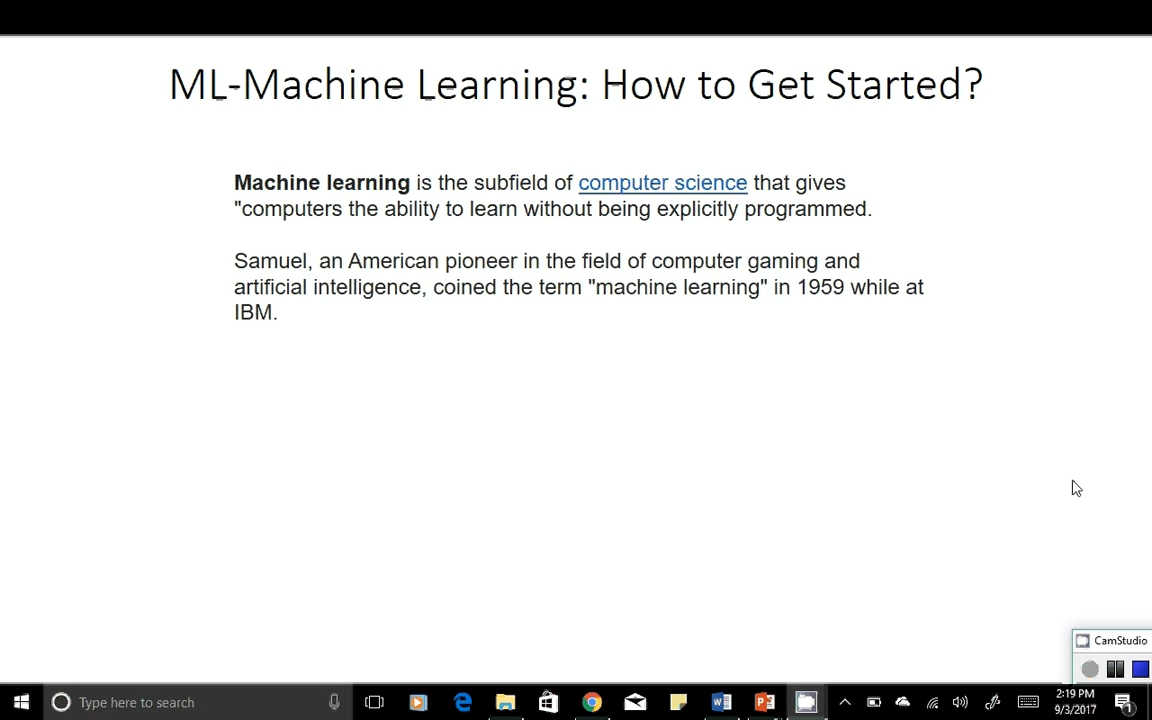 ML-Machine Learning: How to Get Started?
Machine learning is the subfield of computer science that gives
"computers the ability to learn without being explicitly programmed.
Samuel, an American pioneer in the field of computer gaming and
artificial intelligence, coined the term "machine learning" in 1959 while at
IBM.
CamStudio
Type here to search
2:19 PM
9/3/2017
1